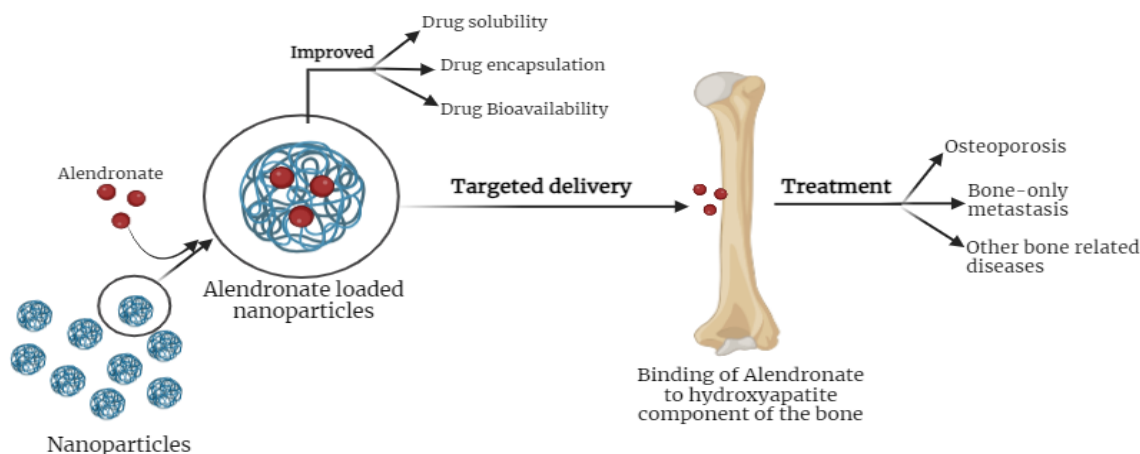 Drug solubility
Improved
Drug encapsulation
Drug Bioavailability
Alendronate
Alendronate loaded
nanoparticles
Nanoparticles
Targeted delivery
Binding of Alendronate
to hydroxyapatite
component of the bone
Treatment
Osteoporosis
Bone-only
metastasis
Other bone related
diseases